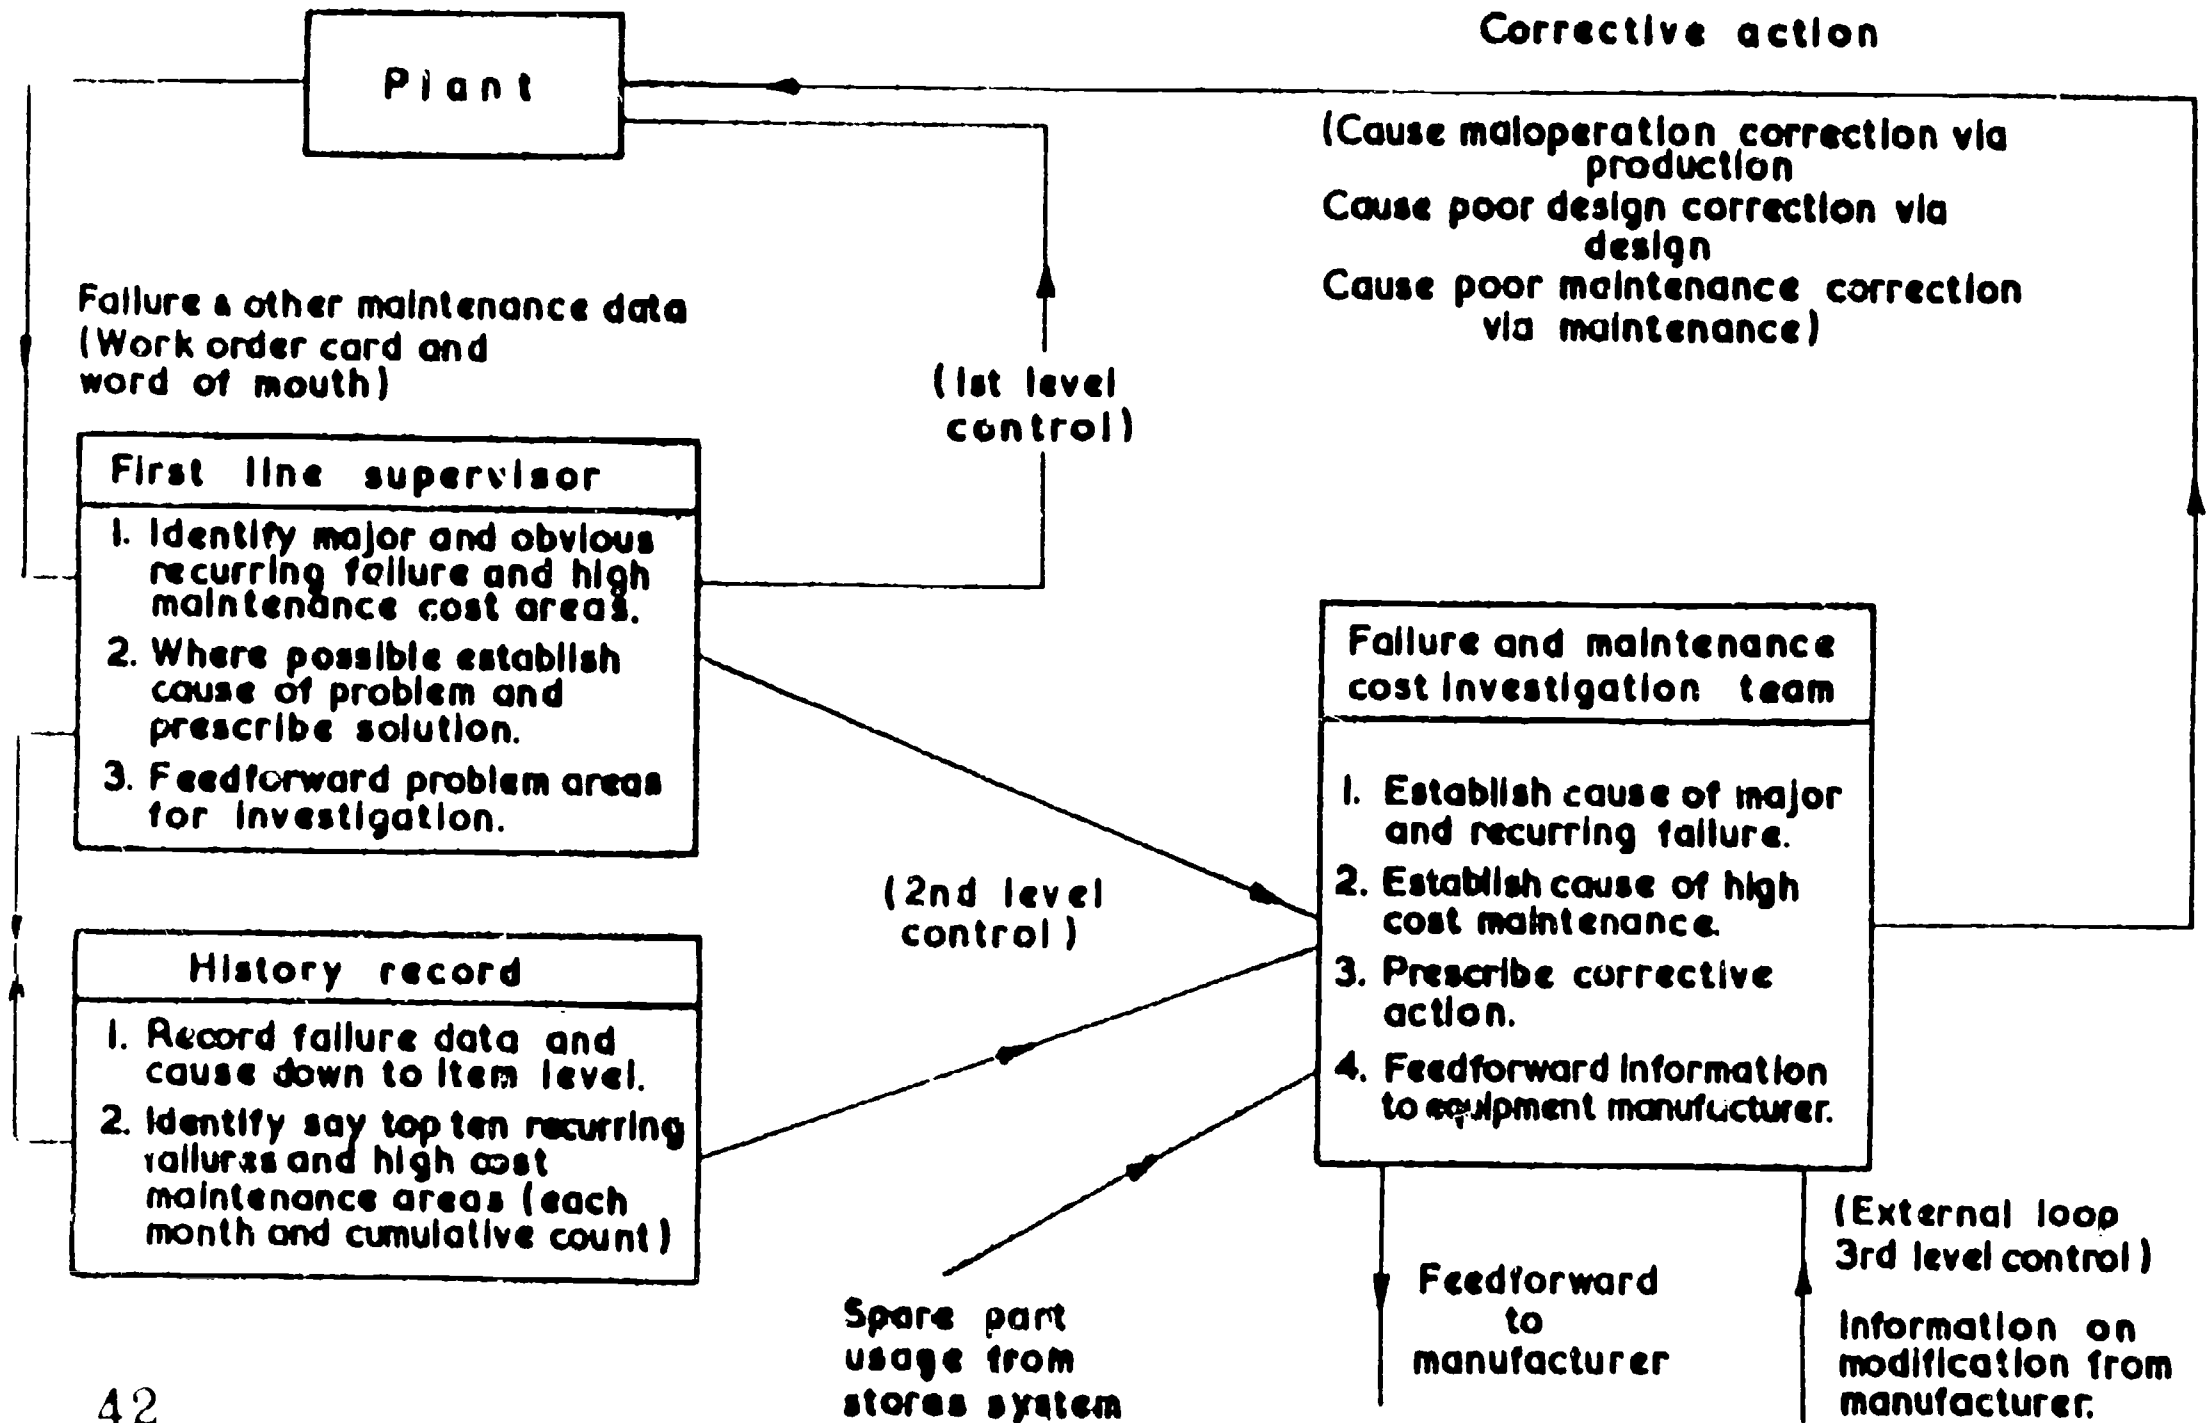 Plant
Corrective action
(Cause maloperation correction via
production
Cause poor design correction via
design
Cause poor maintenance correction
via maintenance)
Failure & other maintenance data
(Work order card and
word of mouth)
(1st level
control)
First line supervisor
1. Identify major and obvious
recurring failure and high
maintenance cost areas.
2. Where possible establish
cause of problem and
prescribe solution.
3. Feedforward problem areas
for investigation.
Failure and maintenance
cost investigation team
1. Establish cause of major
and recurring failure.
2. Establish cause of high
cost maintenance.
3. Prescribe corrective
action.
4. Feedforward information
to equipment manufacturer.
(2nd level
control)
History record
1. Record failure data and
cause down to item level.
2. Identify say top ten recurring
failures and high cost
maintenance areas (each
month and cumulative count)
Spare part
usage from
stores system
Feedforward
to
manufacturer
(External loop
3rd level control)
Information on
modification from
manufacturer.
42